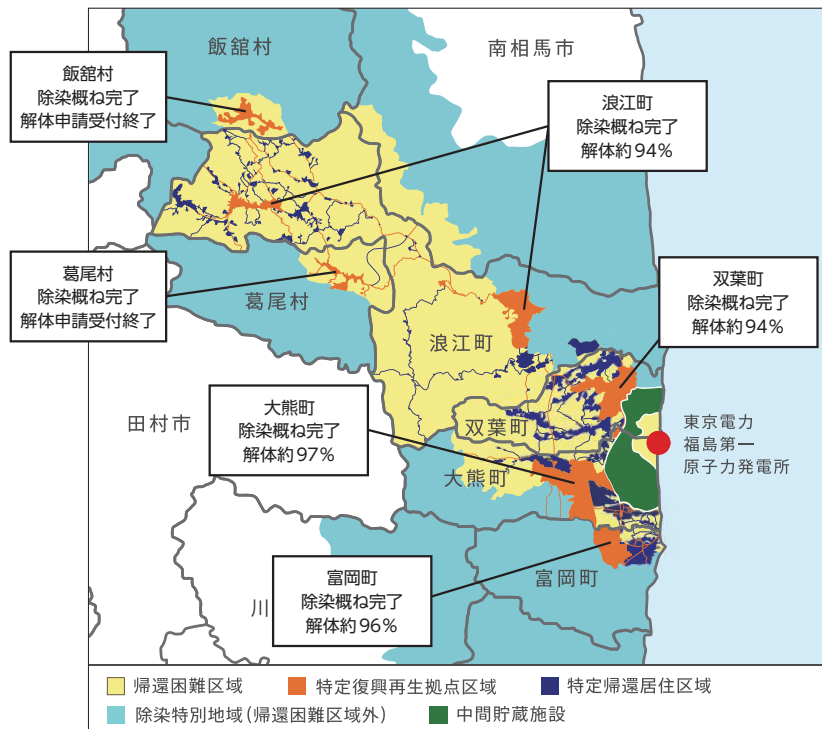 飯舘村
南相馬市
飯舘村
除染概ね完了
解体申請受付終了
浪江町
除染概ね完了
解体約94%
葛尾村
除染概ね完了
解体申請受付終了
葛尾村
双葉町
除染概ね完了
解体約94%
浪江町
田村市
大熊町
除染概ね完了
解体約97%
双葉町
大熊町
東京電力
福島第一
原子力発電所
富岡町
除染概ね完了
解体約96%
川
富岡町
帰還困難区域
特定復興再生拠点区域
特定帰還居住区域
除染特別地域(帰還困難区域外)
中間貯蔵施設